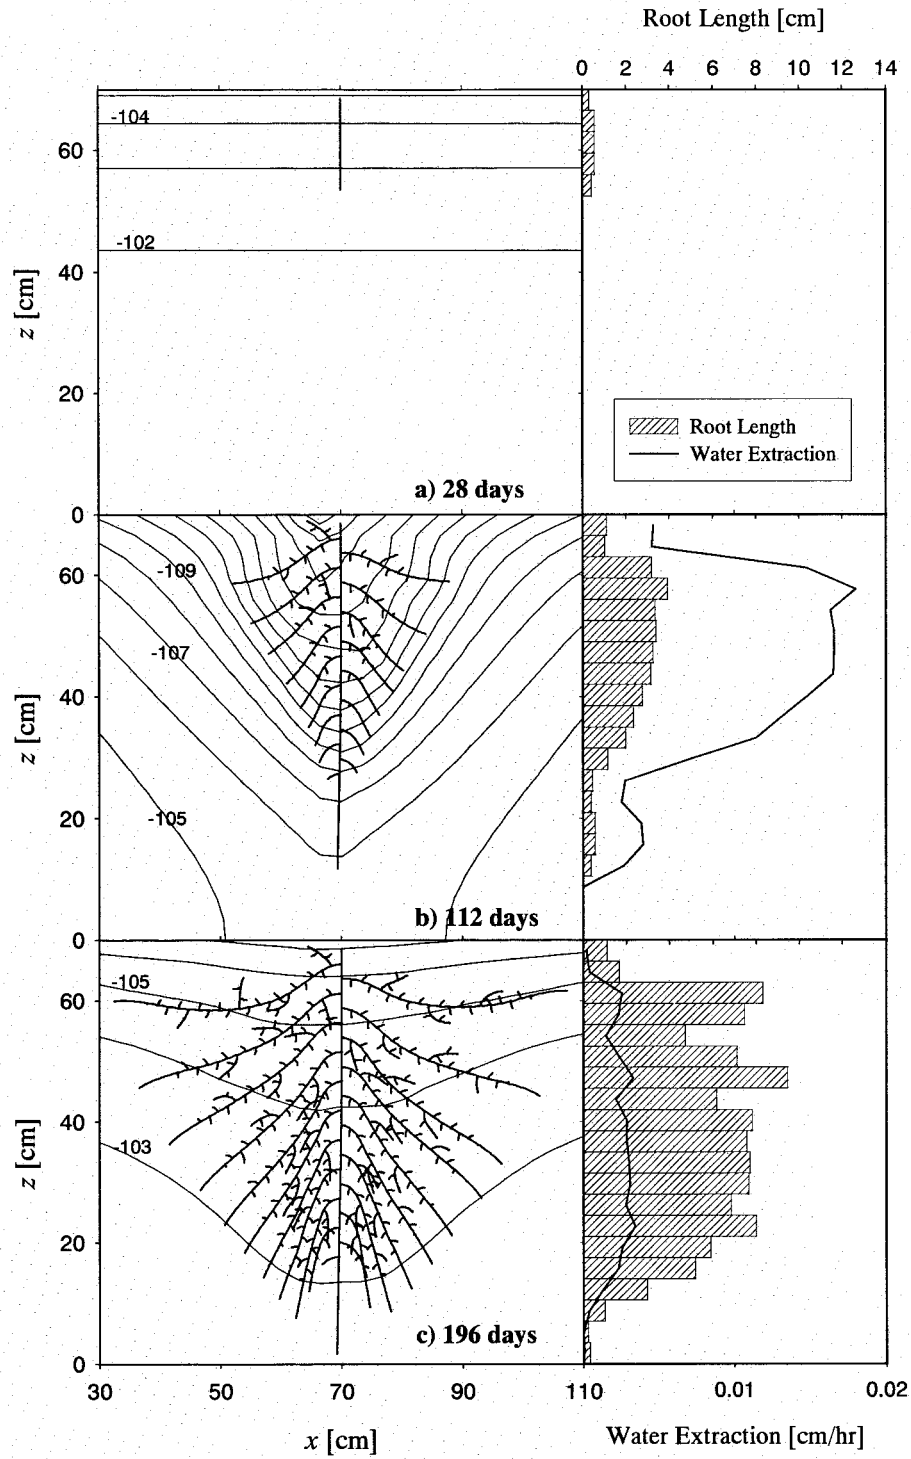 Root Length [cm]
0 2 4 6 8 10 12 14
-104
60
-102
40
z [cm]
20
Root Length
Water Extraction
a) 28 days
0
-109
60
-107
40
z [cm]
-105
20
b) 112 days
0
-105
60
40
-103
z [cm]
20
c) 196 days
0
30 50 70 90 110 0.01 0.02
x [cm]
Water Extraction [cm/hr]